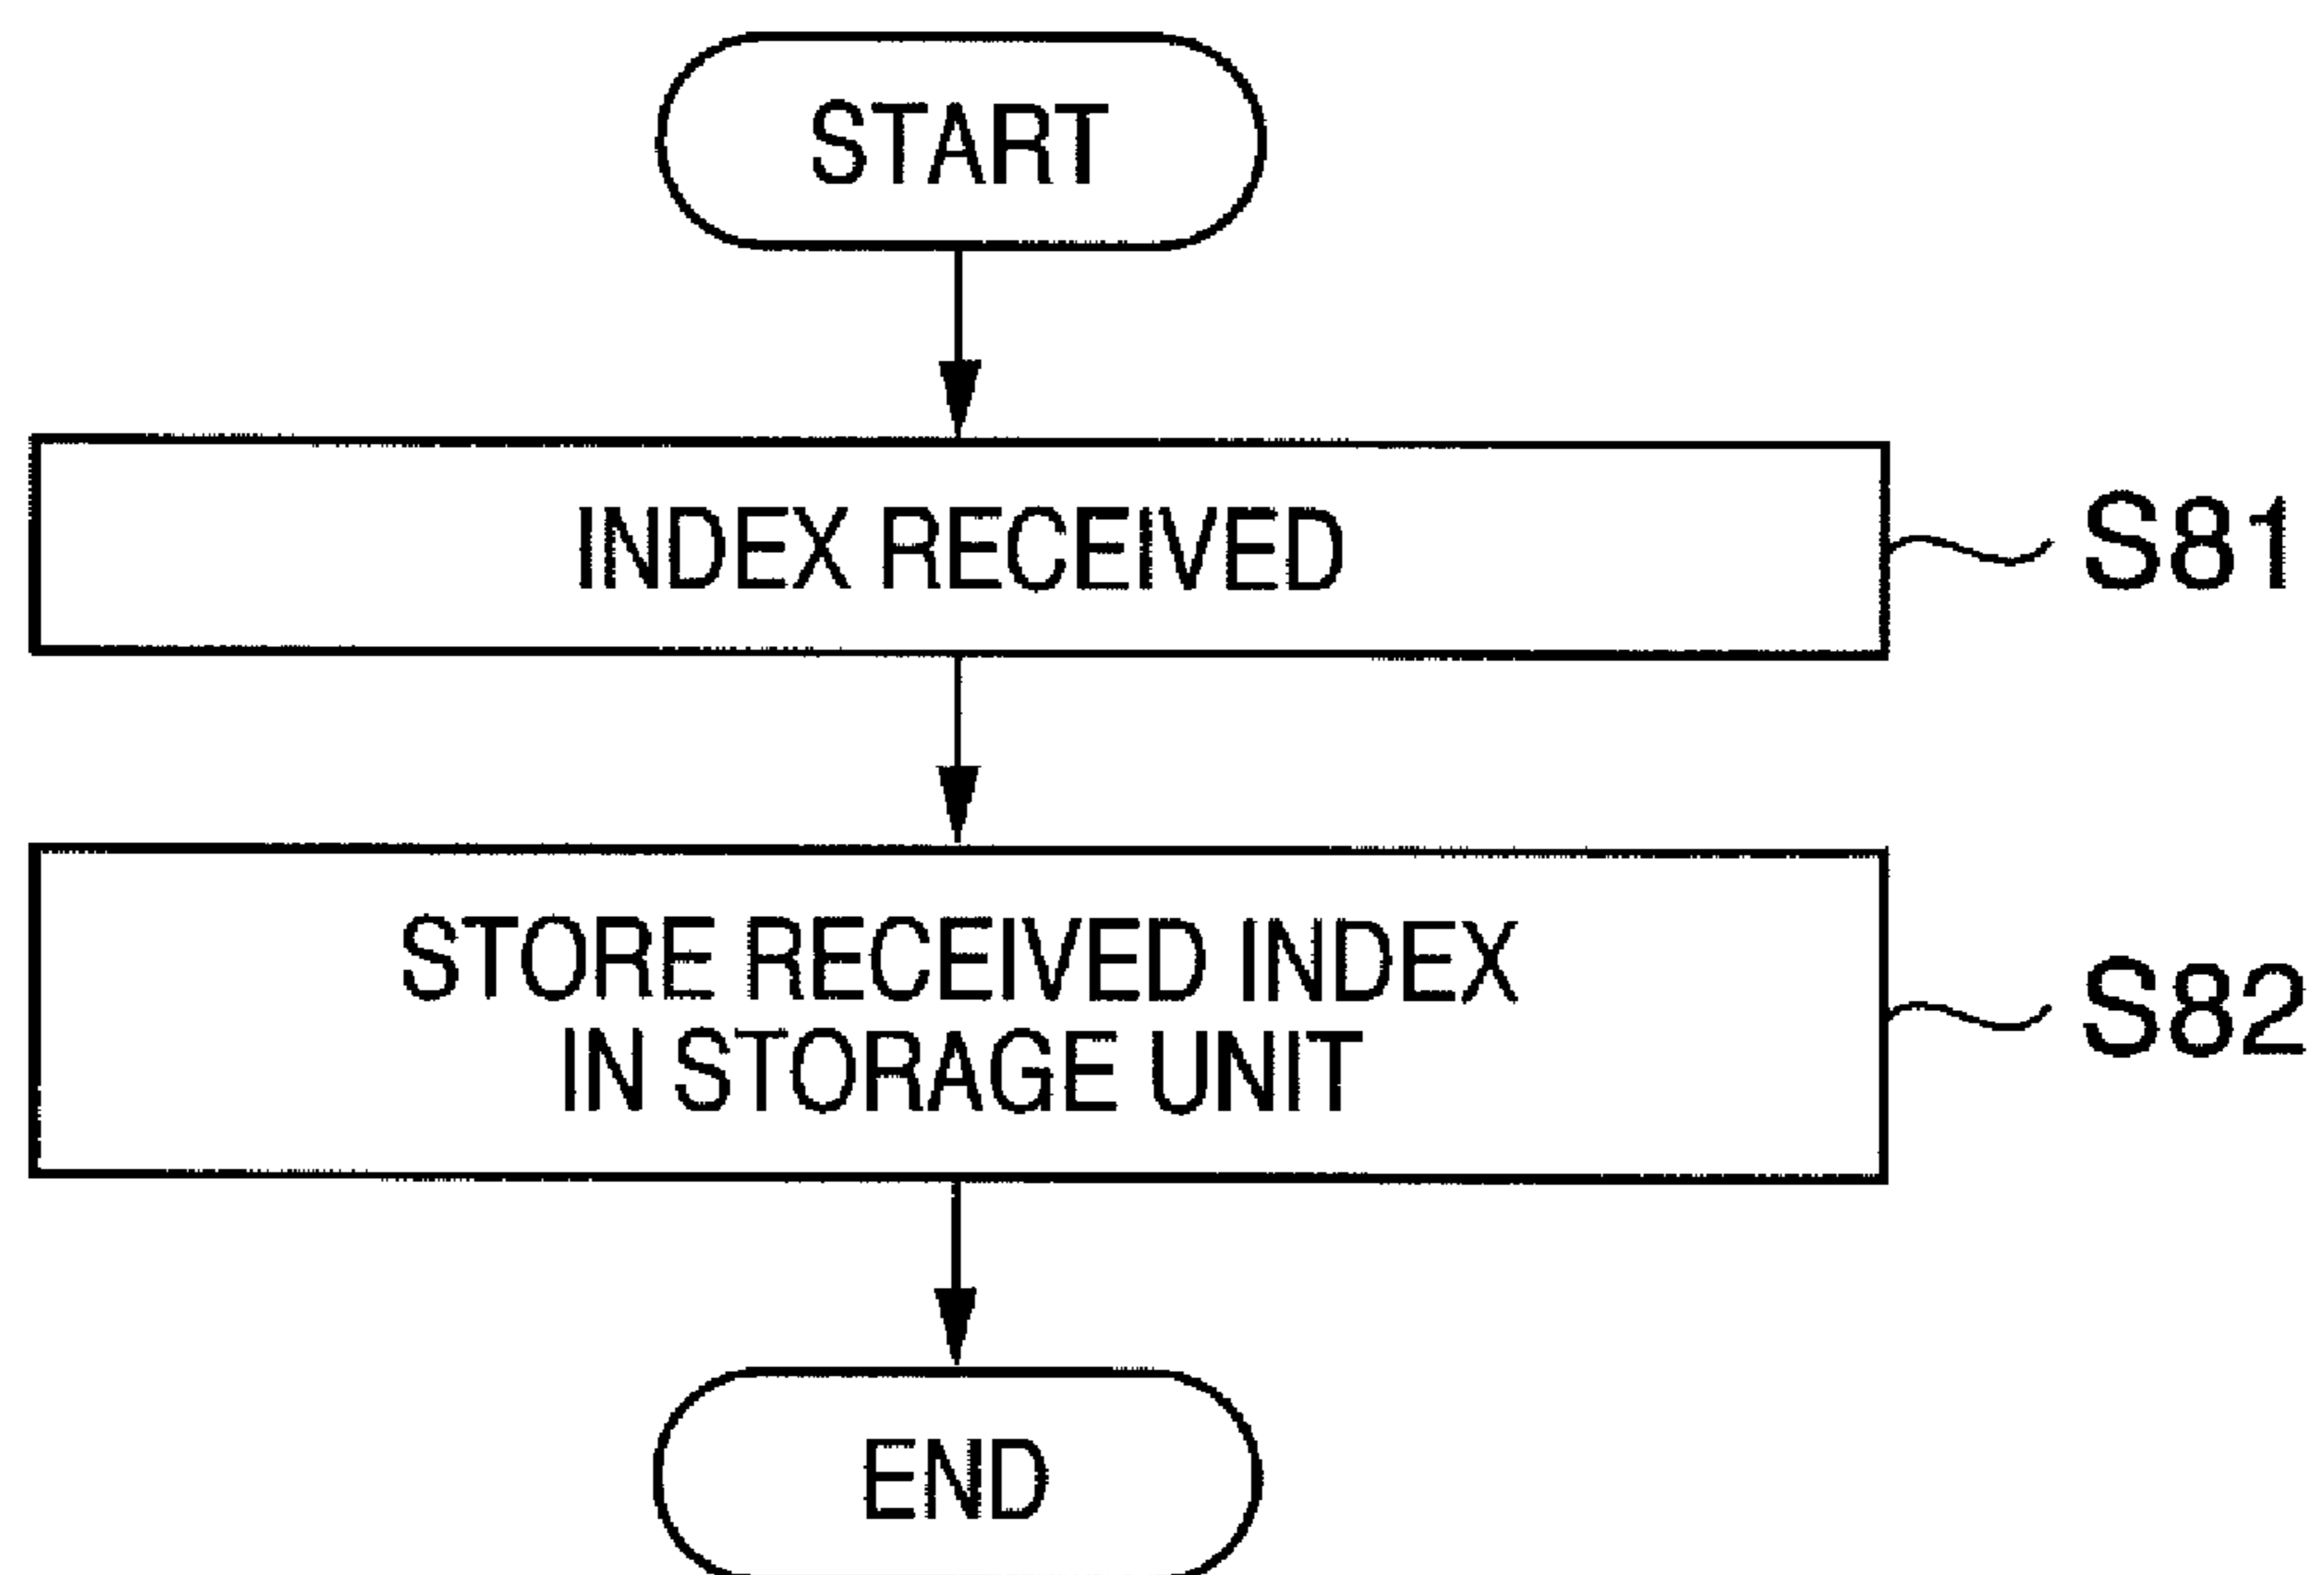 START
INDEX RECEIVED
S81
STORE RECEIVED INDEX
IN STORAGE UNIT
S82
END